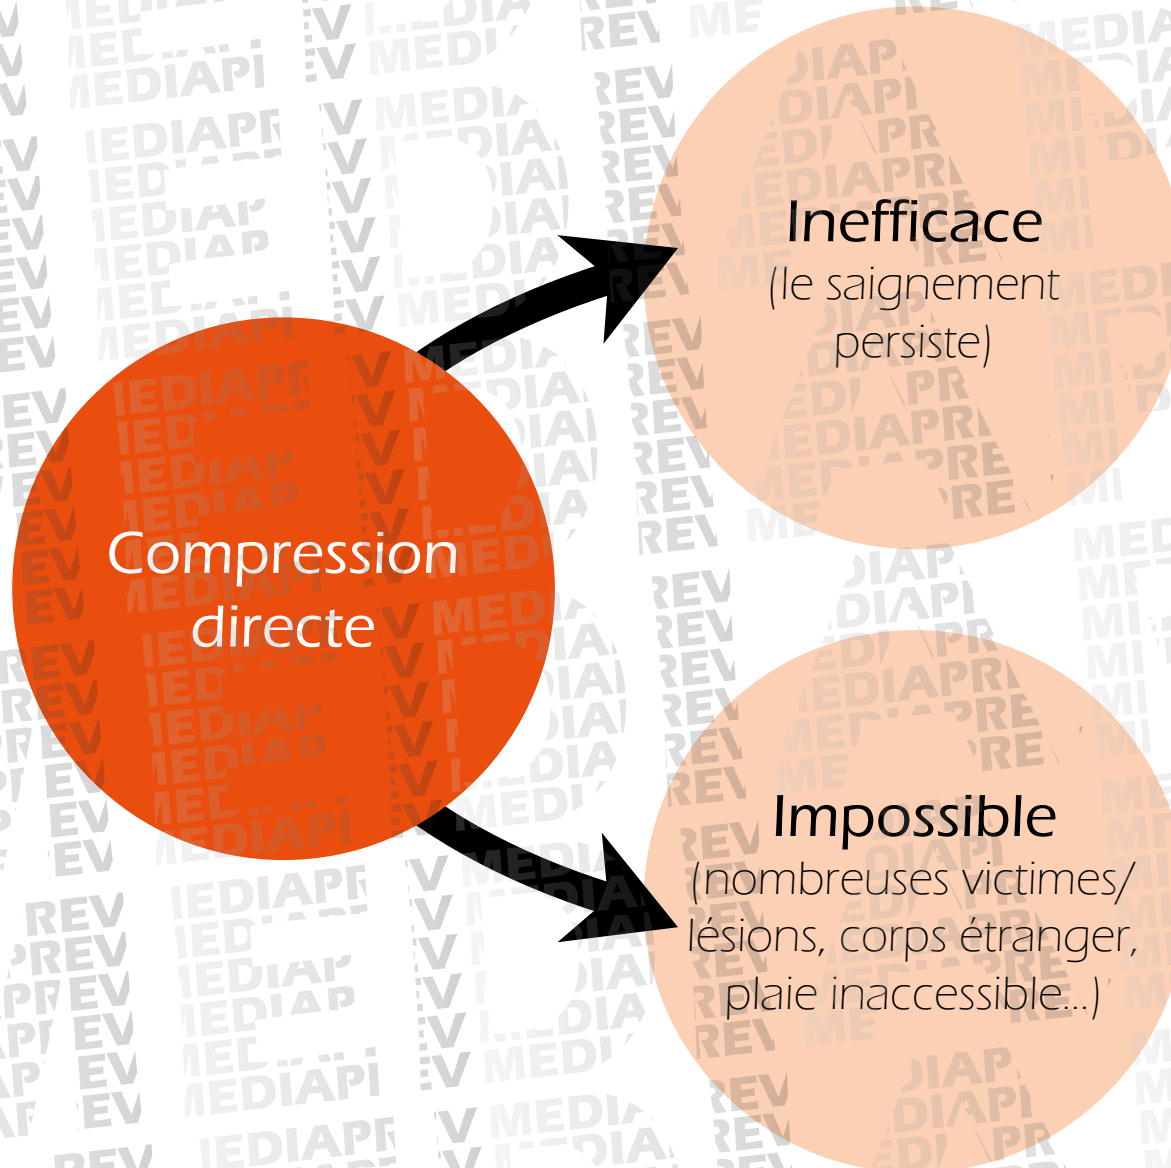 Compression
directe
Inefficace
(le saignement
persiste)
Impossible
(nombreuses victimes/
lésions, corps étranger,
plaie inaccessible...)